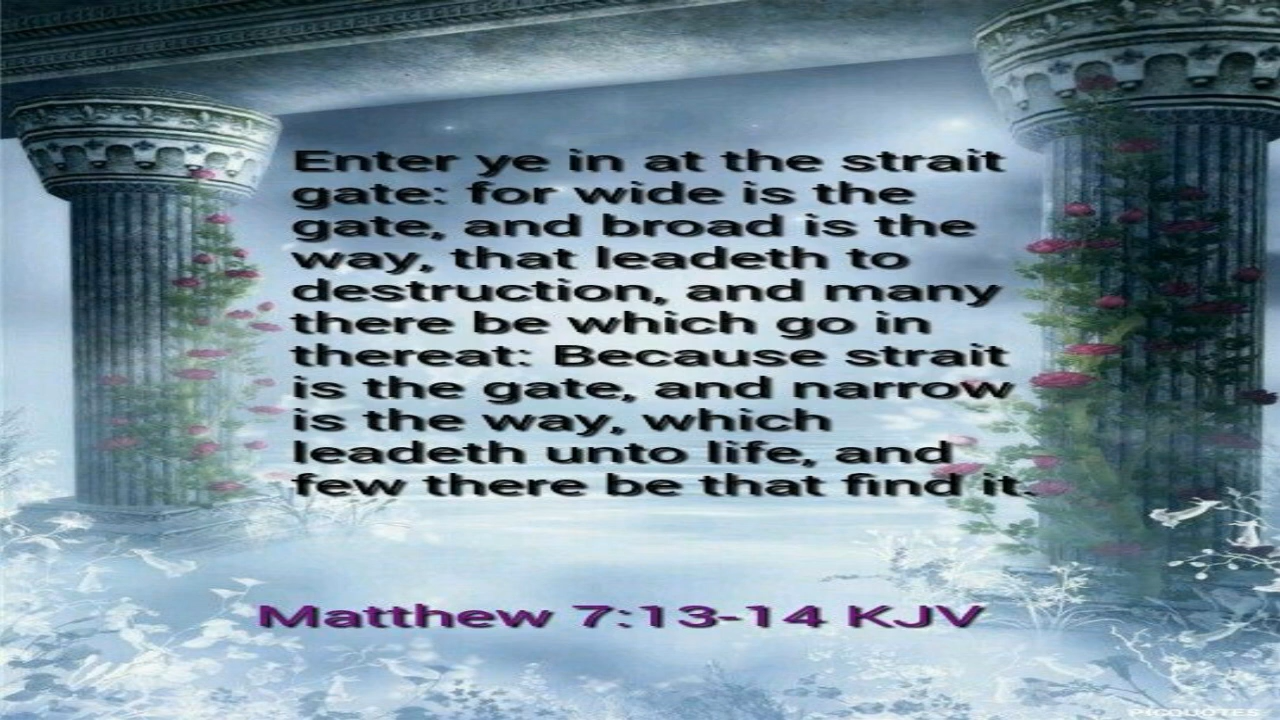 Enter ye in at the strait
gate: for wide is the
gate, and broad is the
way, that leadeth to
destruction, and many
there be which go in
thereat: Because strait
is the gate, and narrow
is the way, which
leadeth unto life, and
few there be that find it.
Matthew 7:13-14 KJV
PICQUOTES